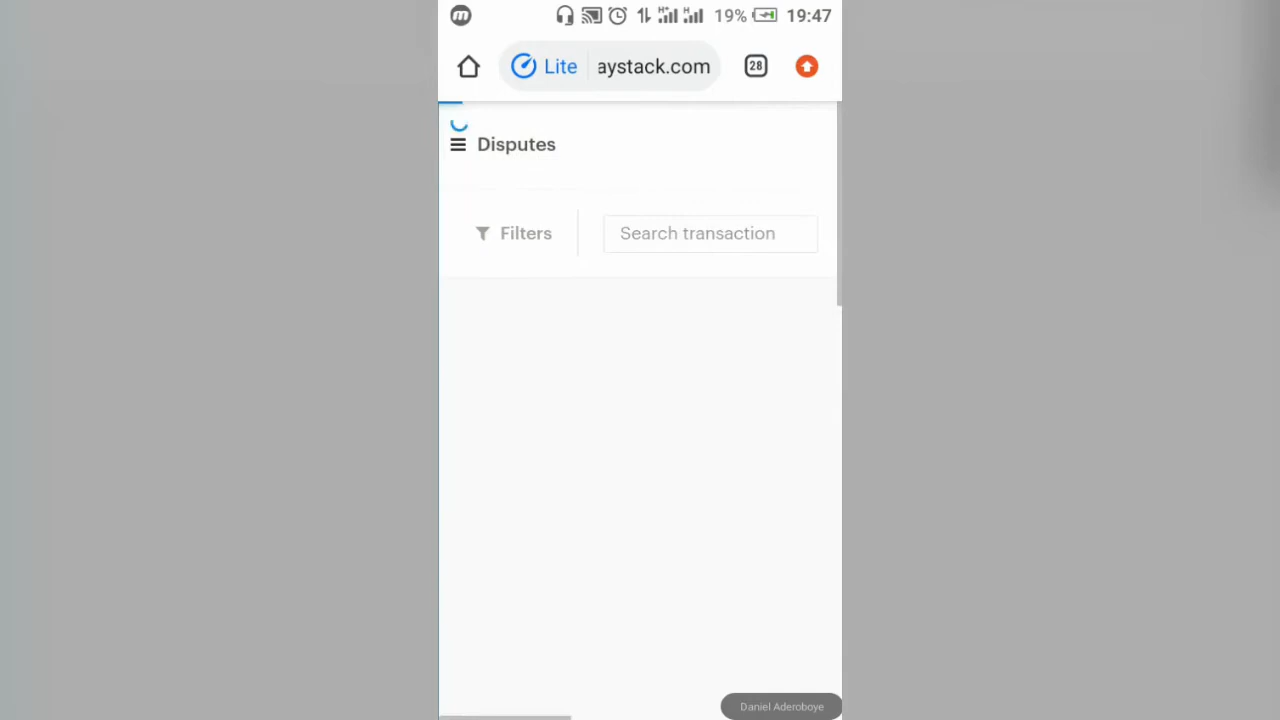 m H+ H 19% 19:47
Lite aystack.com 28
Disputes
Filters Search transaction
Daniel Aderoboye